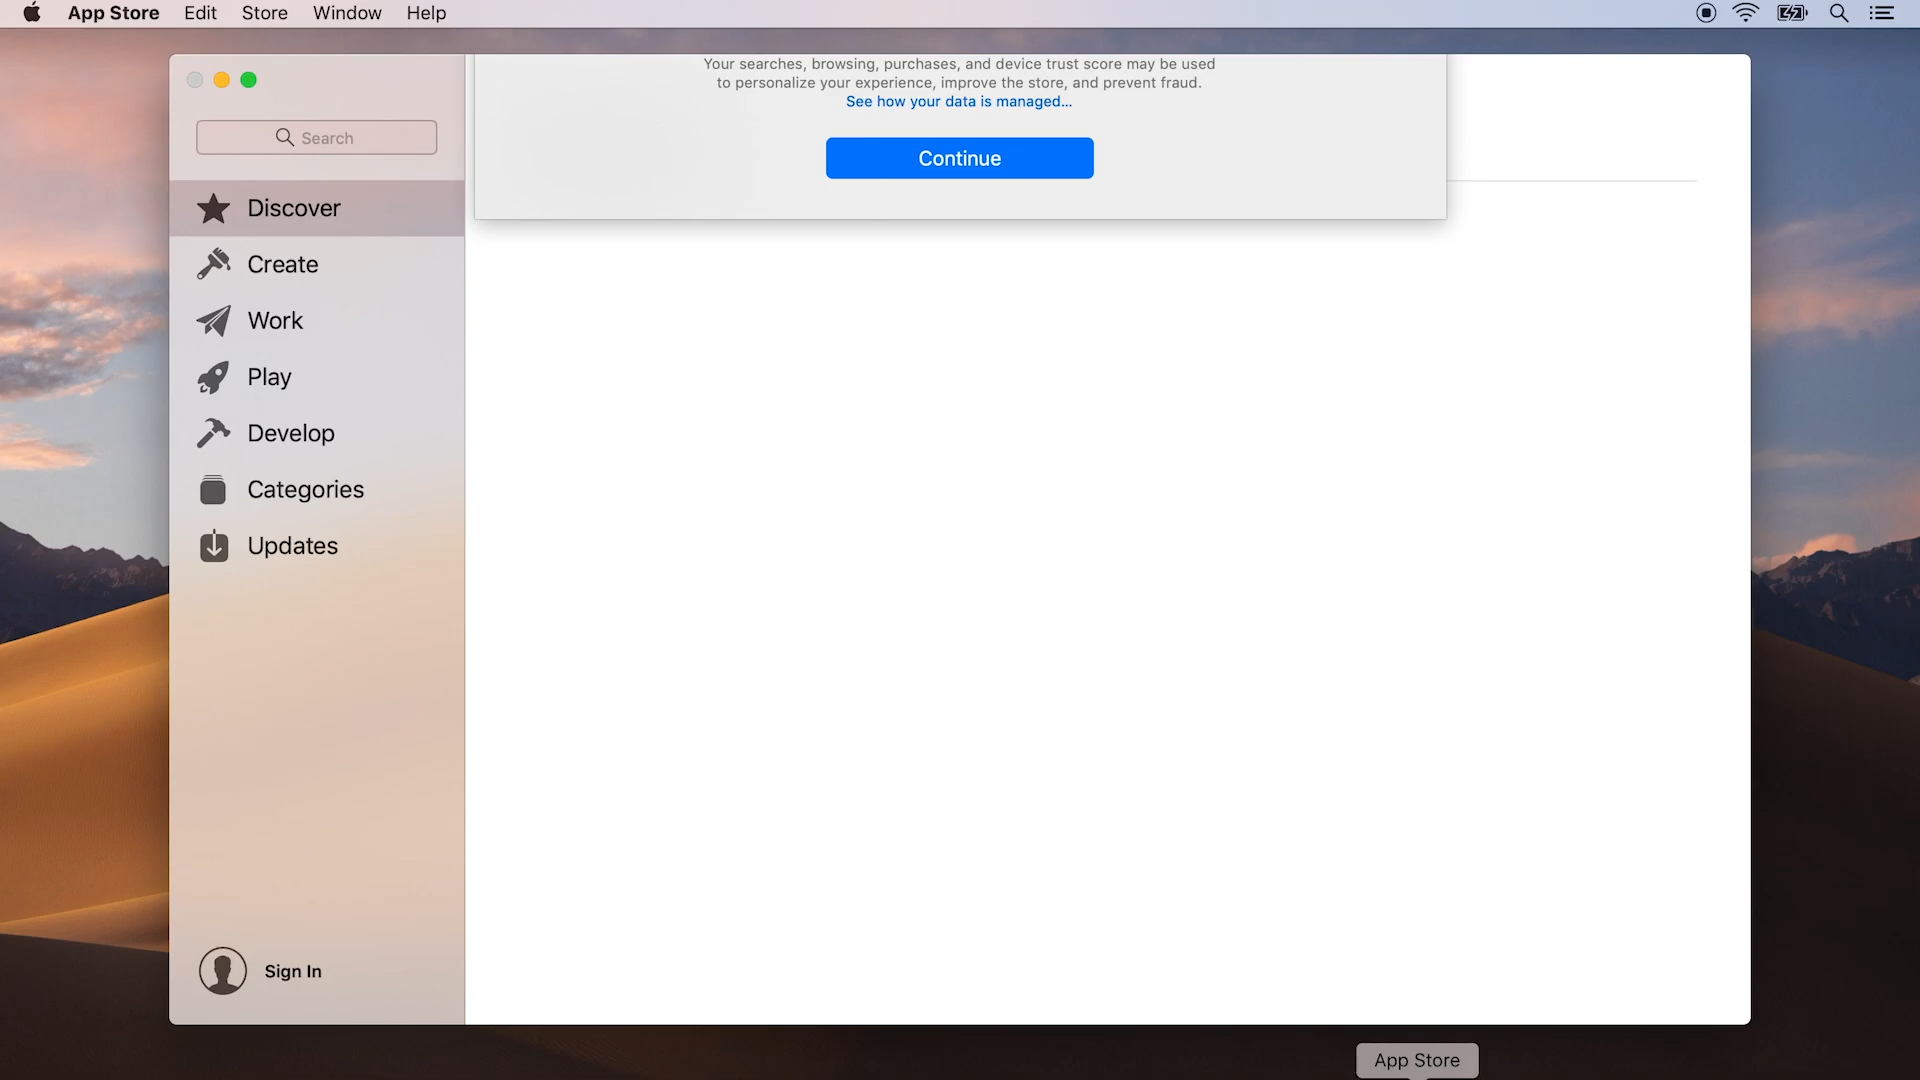 App Store Edit Store Window Help
Your searches, browsing, purchases, and device trust score may be used
to personalize your experience, improve the store, and prevent fraud.
See how your data is managed...
Continue
Search
Discover
Create
Work
Play
Develop
Categories
Updates
Sign In
App Store